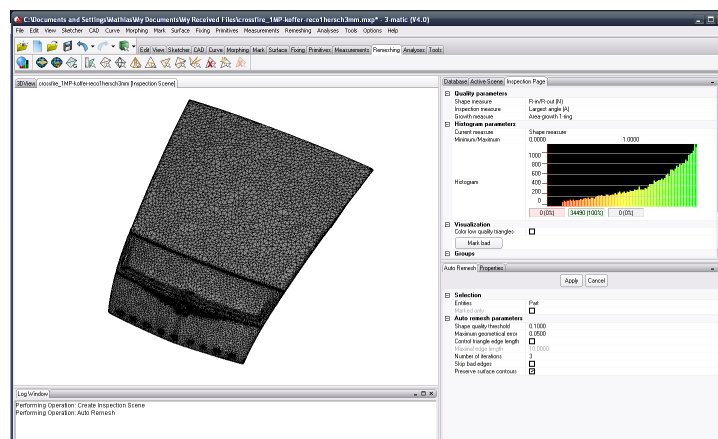 C:\Documents and Settings\Mathias\My Documents\My Received Files\crossfire_1MP-koffer-reco1hersch3mm.mxp* - 3-matic (V4.0)
File Edit View Sketcher CAD Curve Morphing Mark Surface Fixing Primitives Measurements Remeshing Analyses Tools Options Help
Edit View Sketcher CAD Curve Morphing Mark Surface Fixing Primitives Measurements Remeshing Analyses Tools
3DView crossfire_1MP-koffer-reco1hersch3mm [Inspection Scene]
Database Active Scene Inspection Page
Quality parameters
Shape measure R-in/R-out (N)
Inspection measure Largest angle (A)
Growth measure Area-growth 1-ring
Histogram parameters
Current measure Shape measure
Minimum/Maximum 0.0000 1.0000
1000
800
600
Histogram 400
200
0
0 (0%) 34490 (100%) 0 (0%)
Visualization
Color low quality triangles
Mark bad
Groups
Auto Remesh Properties
Apply Cancel
Selection
Entities Part
Marked only
Auto remesh parameters
Shape quality threshold 0.1000
Maximum geometrical error 0.0500
Control triangle edge length
Maximal edge length 10.0000
Number of iterations 3
Skip bad edges
Preserve surface contours
Log Window
Performing Operation: Create Inspection Scene
Performing Operation: Auto Remesh